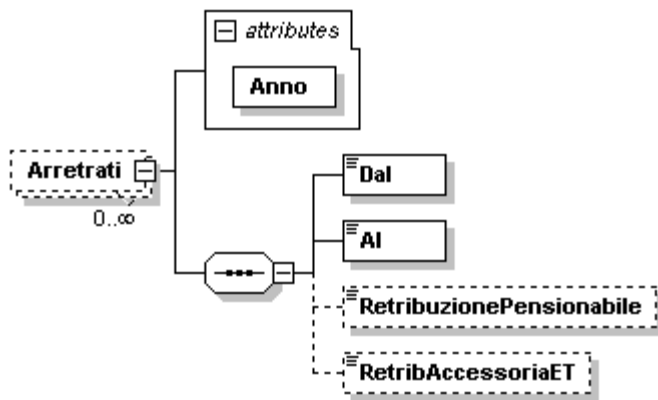 attributes
Anno
Arretrati
0..∞
Dal
Al
RetribuzionePensionabile
RetribAccessoriaET